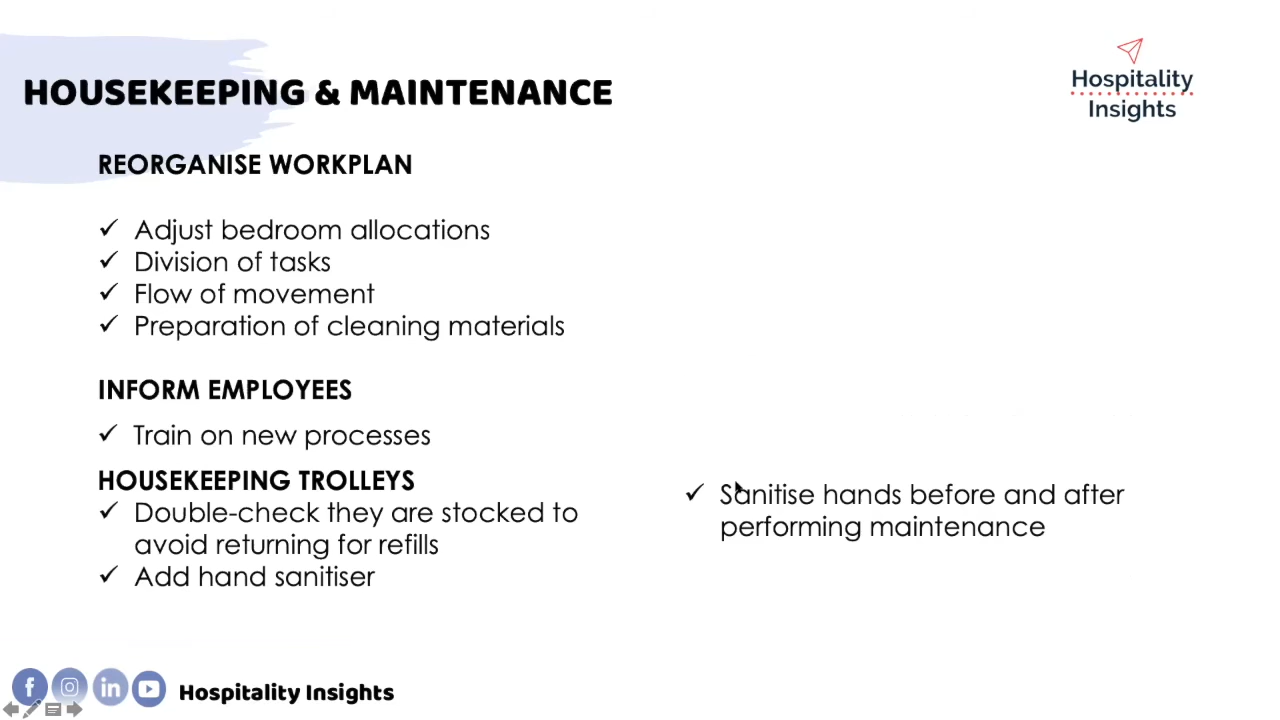 HOUSEKEEPING & MAINTENANCE
Hospitality
Insights
REORGANISE WORKPLAN
✓ Adjust bedroom allocations
✓ Division of tasks
✓ Flow of movement
✓ Preparation of cleaning materials
INFORM EMPLOYEES
✓ Train on new processes
HOUSEKEEPING TROLLEYS
✓ Double-check they are stocked to
avoid returning for refills
✓ Add hand sanitiser
✓ Sanitise hands before and after
performing maintenance
Hospitality Insights